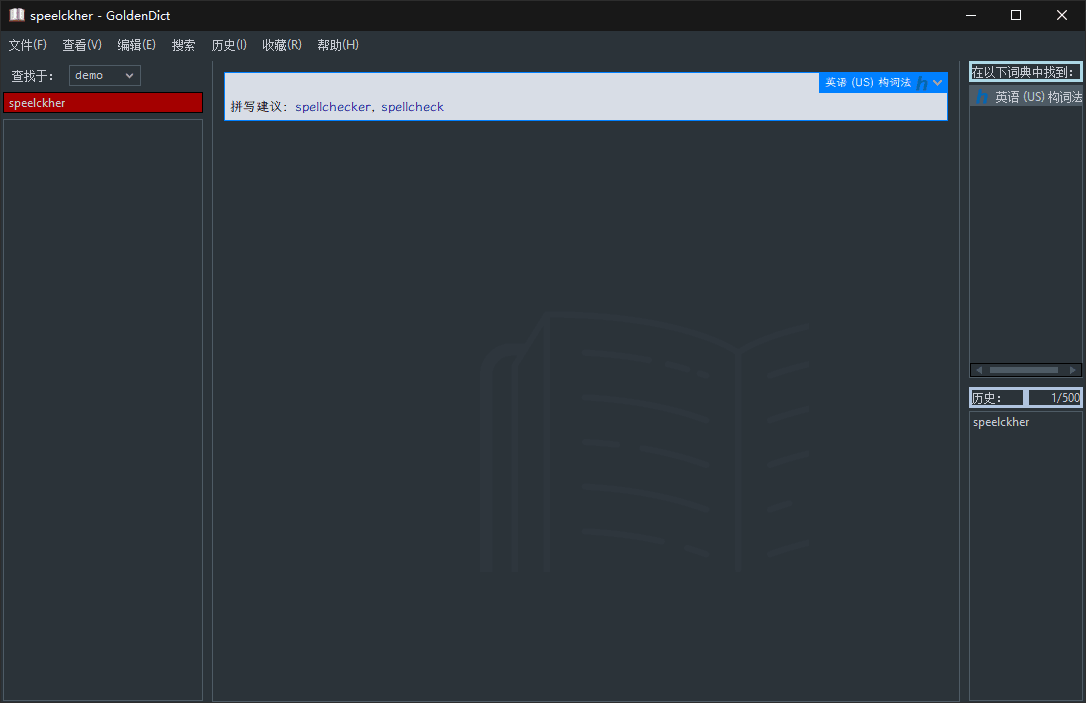 speelckher - GoldenDict
文件(F) 查看(V) 编辑(E) 搜索 历史(I) 收藏(R) 帮助(H)
查找于: demo
speelckher
英语 (US) 构词法
拼写建议: spellchecker, spellcheck
在以下词典中找到:
英语 (US) 构词法
历史: 1/500
speelckher